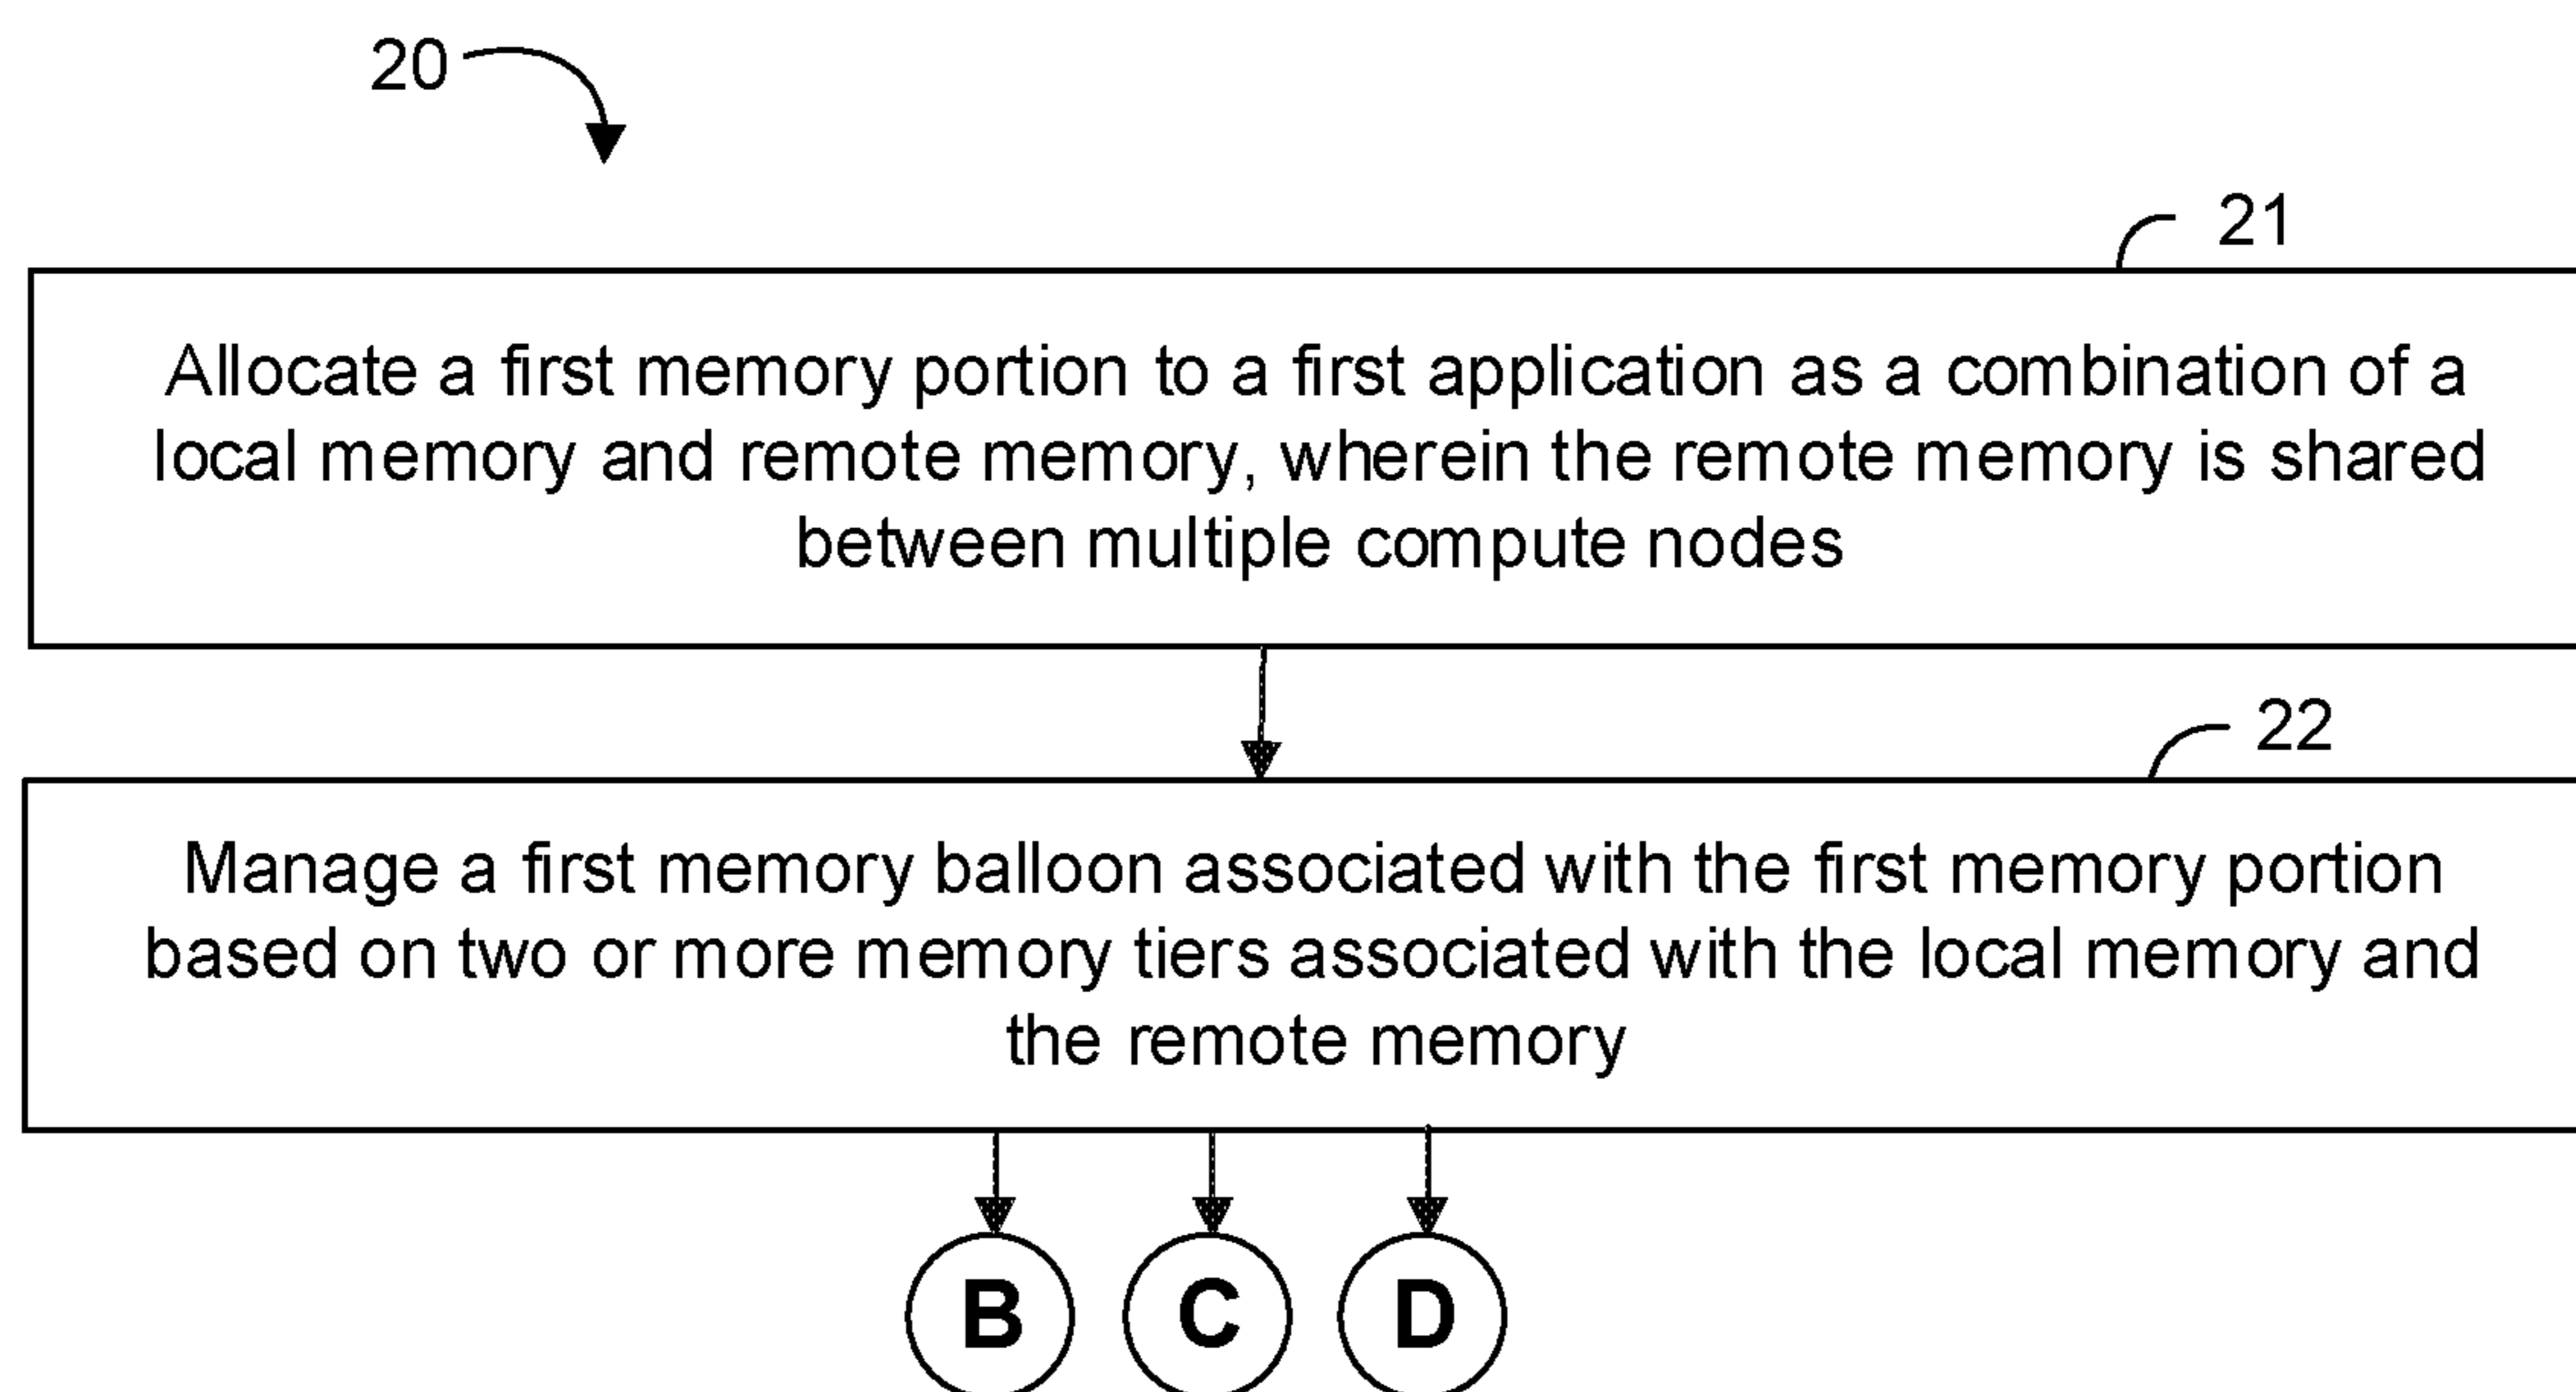 20
21
Allocate a first memory portion to a first application as a combination of a
local memory and remote memory, wherein the remote memory is shared
between multiple compute nodes
22
Manage a first memory balloon associated with the first memory portion
based on two or more memory tiers associated with the local memory and
the remote memory
B C D